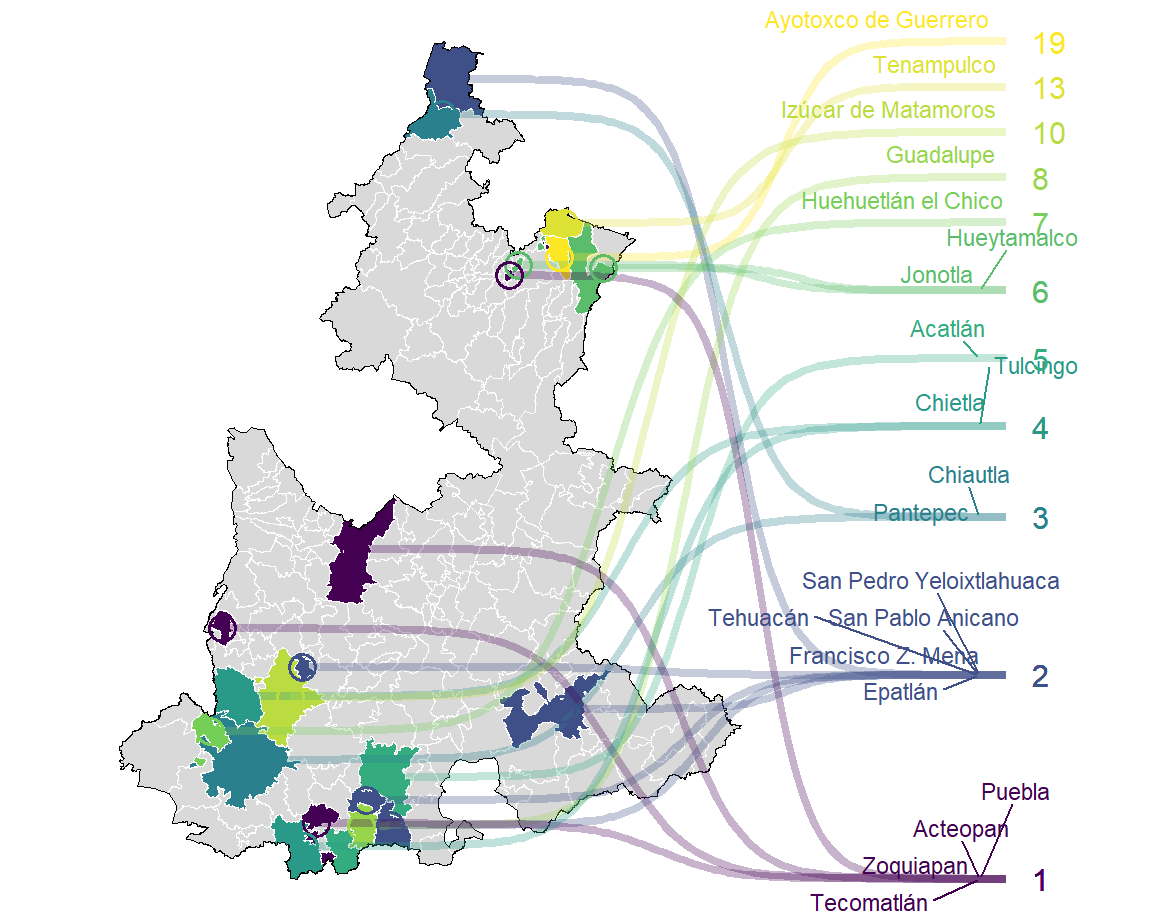 Ayotoxco de Guerrero
19
Tenampulco
13
Izúcar de Matamoros
10
Guadalupe
8
Huehuetlán el Chico
7
Hueytamalco
Jonotla
6
Acatlán
5
Tulcingo
Chietla
4
Chiautla
Pantepec
3
San Pedro Yeloixtlahuaca
Tehuacán
San Pablo Anicano
Francisco Z. Mena
2
Epatlán
Puebla
Acteopan
Zoquiapan
1
Tecomatlán